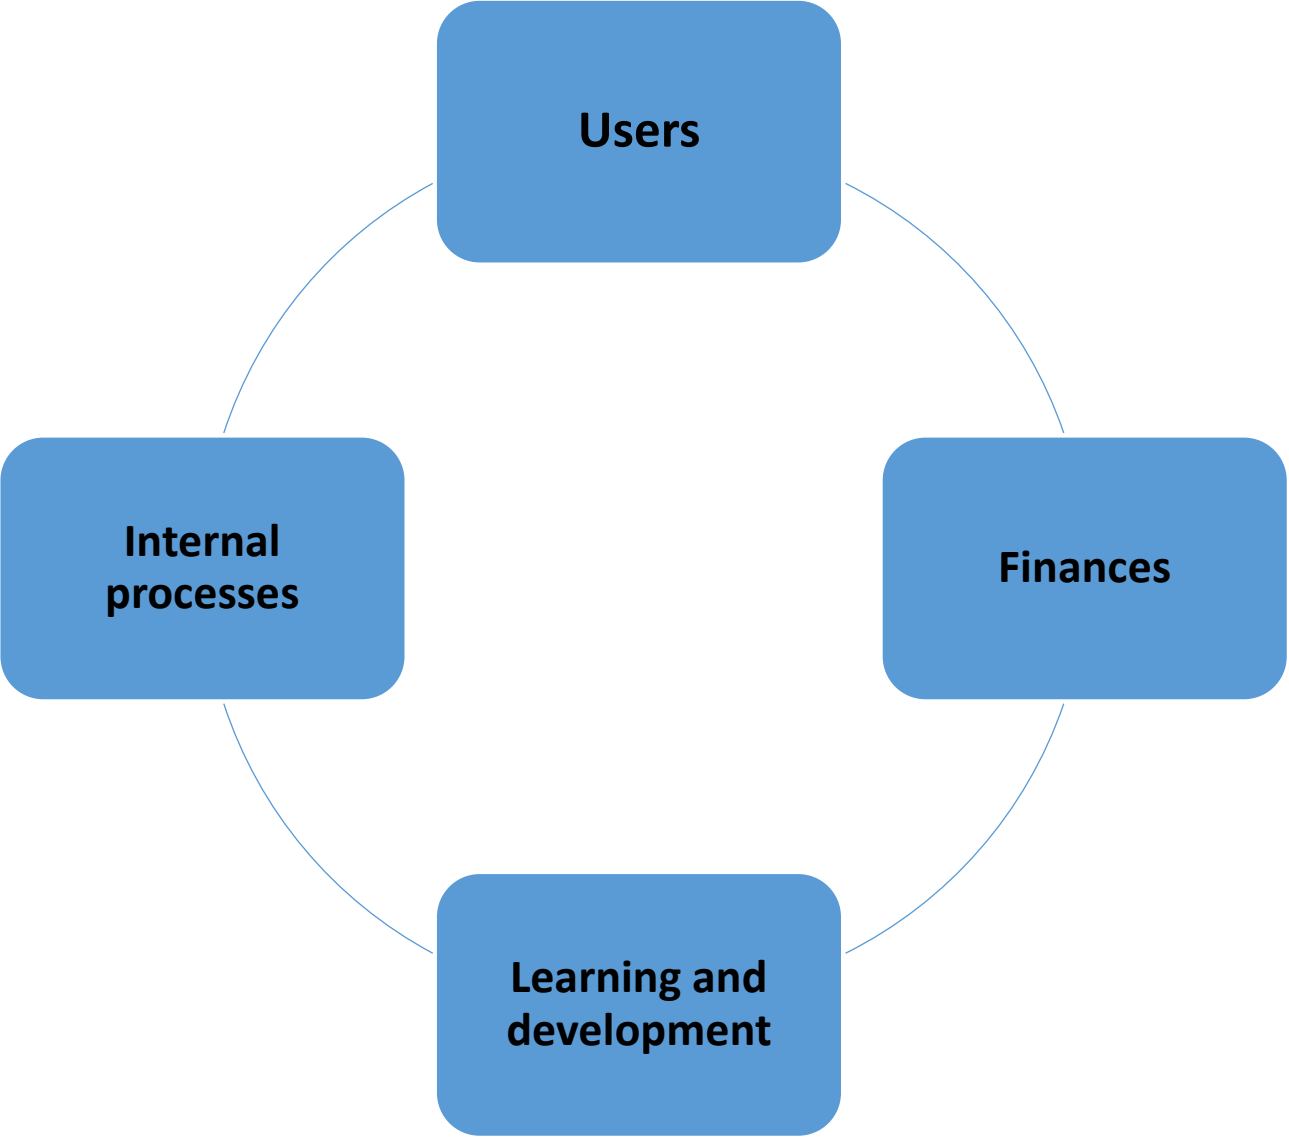 Users
Internal
processes
Finances
Learning and
development